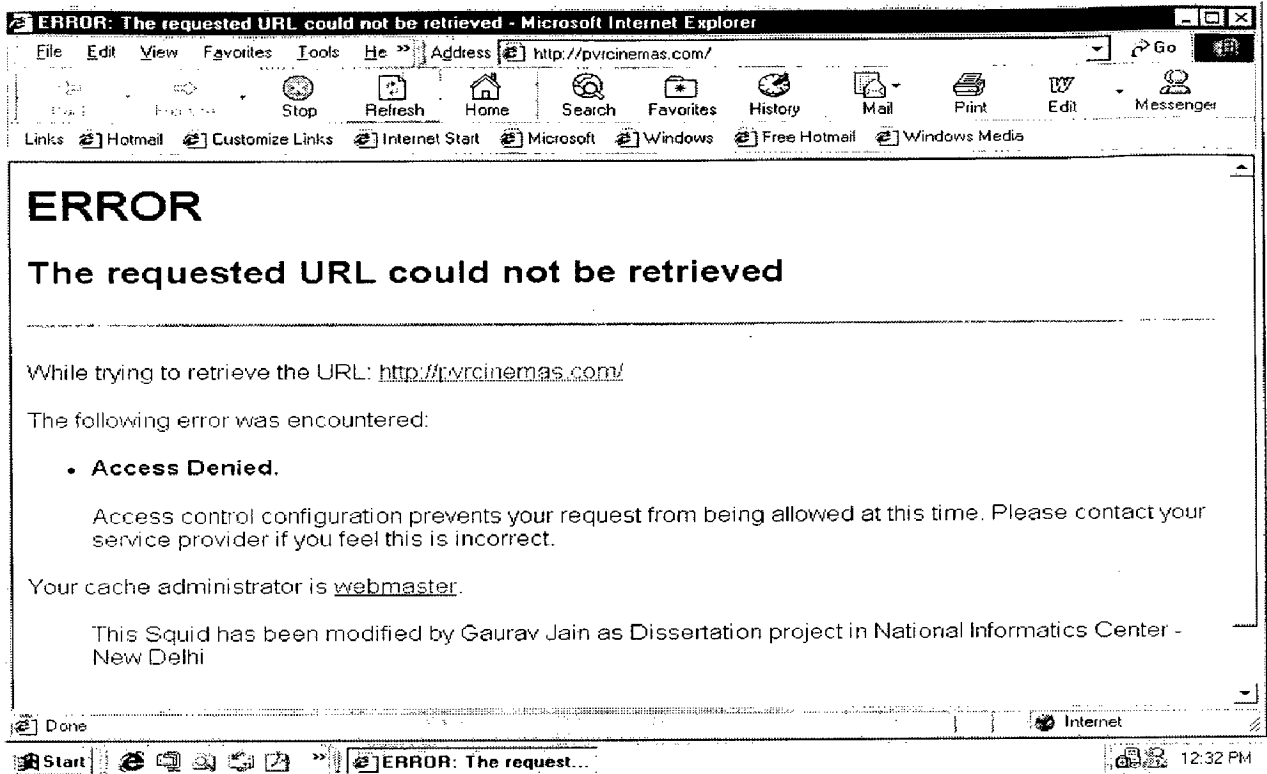 ERROR: The requested URL could not be retrieved - Microsoft Internet Explorer
File Edit View Favorites Tools He » Address http://pvrcinemas.com/ Go
Stop Refresh Home Search Favorites History Mail Print Edit Messenger
Links Hotmail Customize Links Internet Start Microsoft Windows Free Hotmail Windows Media
ERROR
The requested URL could not be retrieved
While trying to retrieve the URL: http://pvrcinemas.com/
The following error was encountered:
• Access Denied.
Access control configuration prevents your request from being allowed at this time. Please contact your
service provider if you feel this is incorrect.
Your cache administrator is webmaster.
This Squid has been modified by Gaurav Jain as Dissertation project in National Informatics Center -
New Delhi
Done Internet
Start » ERROR: The request... 12:32 PM